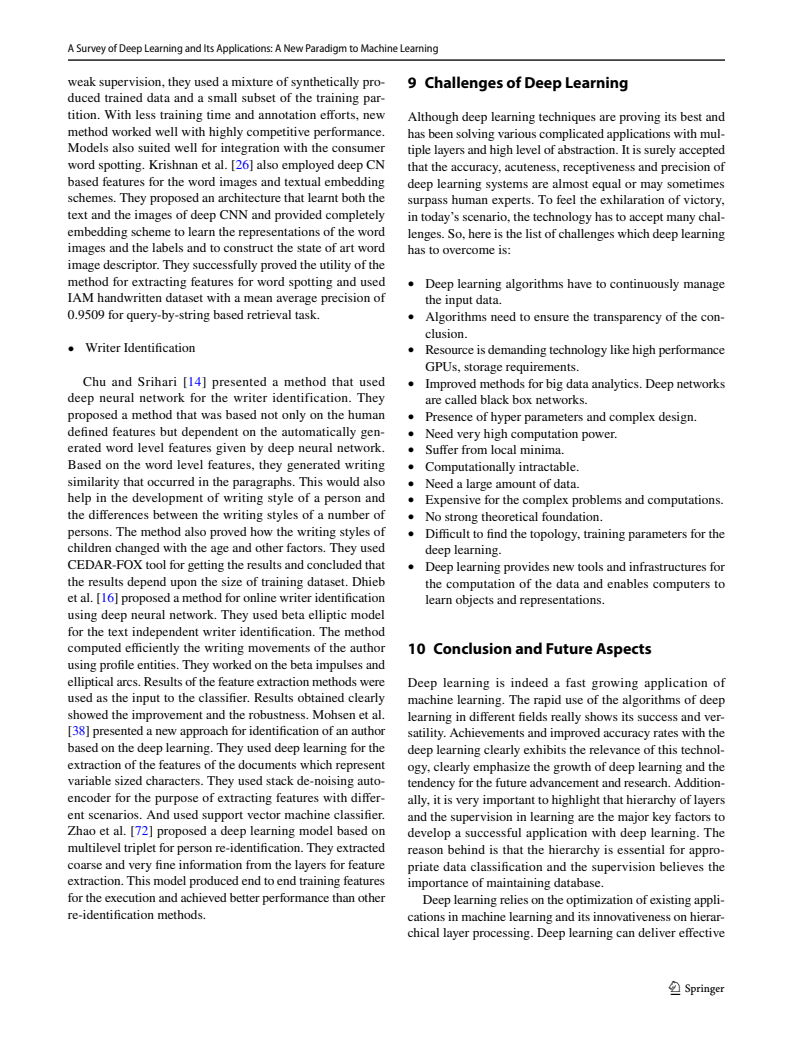 A Survey of Deep Learning and Its Applications: A New Paradigm to Machine Learning
weak supervision, they used a mixture of synthetically pro-
duced trained data and a small subset of the training par-
tition. With less training time and annotation efforts, new
method worked well with highly competitive performance.
Models also suited well for integration with the consumer
word spotting. Krishnan et al. [26] also employed deep CN
based features for the word images and textual embedding
schemes. They proposed an architecture that learnt both the
text and the images of deep CNN and provided completely
embedding scheme to learn the representations of the word
images and the labels and to construct the state of art word
image descriptor. They successfully proved the utility of the
method for extracting features for word spotting and used
IAM handwritten dataset with a mean average precision of
0.9509 for query-by-string based retrieval task.
• Writer Identification
Chu and Srihari [14] presented a method that used
deep neural network for the writer identification. They
proposed a method that was based not only on the human
defined features but dependent on the automatically gen-
erated word level features given by deep neural network.
Based on the word level features, they generated writing
similarity that occurred in the paragraphs. This would also
help in the development of writing style of a person and
the differences between the writing styles of a number of
persons. The method also proved how the writing styles of
children changed with the age and other factors. They used
CEDAR-FOX tool for getting the results and concluded that
the results depend upon the size of training dataset. Dhieb
et al. [16] proposed a method for online writer identification
using deep neural network. They used beta elliptic model
for the text independent writer identification. The method
computed efficiently the writing movements of the author
using profile entities. They worked on the beta impulses and
elliptical arcs. Results of the feature extraction methods were
used as the input to the classifier. Results obtained clearly
showed the improvement and the robustness. Mohsen et al.
[38] presented a new approach for identification of an author
based on the deep learning. They used deep learning for the
extraction of the features of the documents which represent
variable sized characters. They used stack de-noising auto-
encoder for the purpose of extracting features with differ-
ent scenarios. And used support vector machine classifier.
Zhao et al. [72] proposed a deep learning model based on
multilevel triplet for person re-identification. They extracted
coarse and very fine information from the layers for feature
extraction. This model produced end to end training features
for the execution and achieved better performance than other
re-identification methods.
9 Challenges of Deep Learning
Although deep learning techniques are proving its best and
has been solving various complicated applications with mul-
tiple layers and high level of abstraction. It is surely accepted
that the accuracy, acuteness, receptiveness and precision of
deep learning systems are almost equal or may sometimes
surpass human experts. To feel the exhilaration of victory,
in today's scenario, the technology has to accept many chal-
lenges. So, here is the list of challenges which deep learning
has to overcome is:
• Deep learning algorithms have to continuously manage
the input data.
• Algorithms need to ensure the transparency of the con-
clusion.
• Resource is demanding technology like high performance
GPUs, storage requirements.
• Improved methods for big data analytics. Deep networks
are called black box networks.
• Presence of hyper parameters and complex design.
• Need very high computation power.
• Suffer from local minima.
• Computationally intractable.
• Need a large amount of data.
• Expensive for the complex problems and computations.
• No strong theoretical foundation.
• Difficult to find the topology, training parameters for the
deep learning.
• Deep learning provides new tools and infrastructures for
the computation of the data and enables computers to
learn objects and representations.
10 Conclusion and Future Aspects
Deep learning is indeed a fast growing application of
machine learning. The rapid use of the algorithms of deep
learning in different fields really shows its success and ver-
satility. Achievements and improved accuracy rates with the
deep learning clearly exhibits the relevance of this technol-
ogy, clearly emphasize the growth of deep learning and the
tendency for the future advancement and research. Addition-
ally, it is very important to highlight that hierarchy of layers
and the supervision in learning are the major key factors to
develop a successful application with deep learning. The
reason behind is that the hierarchy is essential for appro-
priate data classification and the supervision believes the
importance of maintaining database.
Deep learning relies on the optimization of existing appli-
cations in machine learning and its innovativeness on hierar-
chical layer processing. Deep learning can deliver effective
Springer